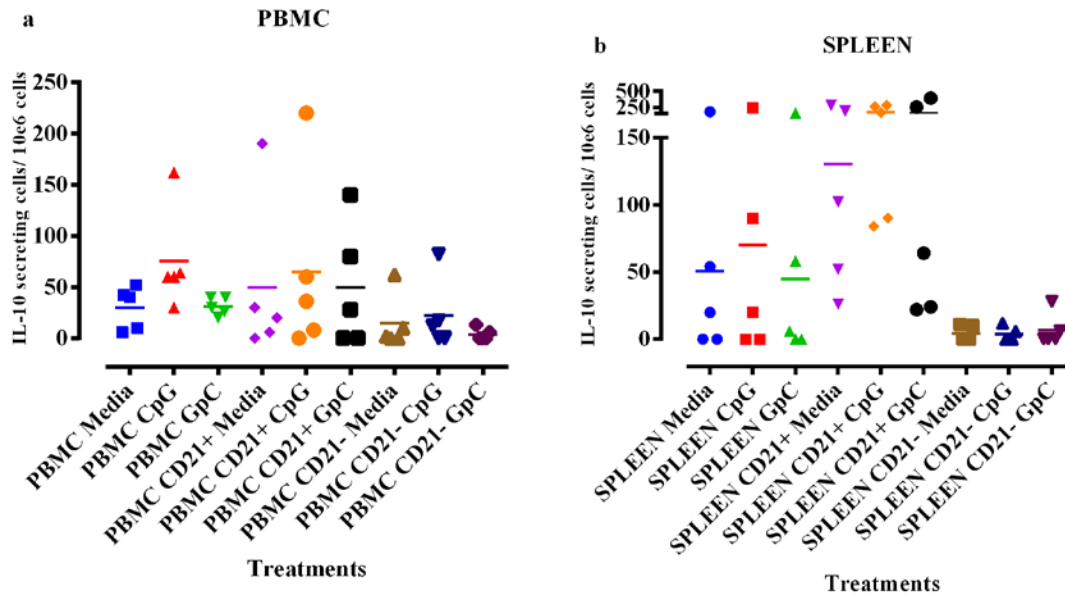 a
PBMC
IL-10 secreting cells/ 10e6 cells
250
200
150
100
50
0
PBMC Media
PBMC CpG
PBMC GpC
PBMC CD21+ Media
PBMC CD21+ CpG
PBMC CD21+ GpC
PBMC CD21- Media
PBMC CD21- CpG
PBMC CD21- GpC
Treatments
b
SPLEEN
IL-10 secreting cells/ 10e6 cells
500
250
150
100
50
0
SPLEEN Media
SPLEEN CpG
SPLEEN GpC
SPLEEN CD21+ Media
SPLEEN CD21+ CpG
SPLEEN CD21+ GpC
SPLEEN CD21- Media
SPLEEN CD21- CpG
SPLEEN CD21- GpC
Treatments